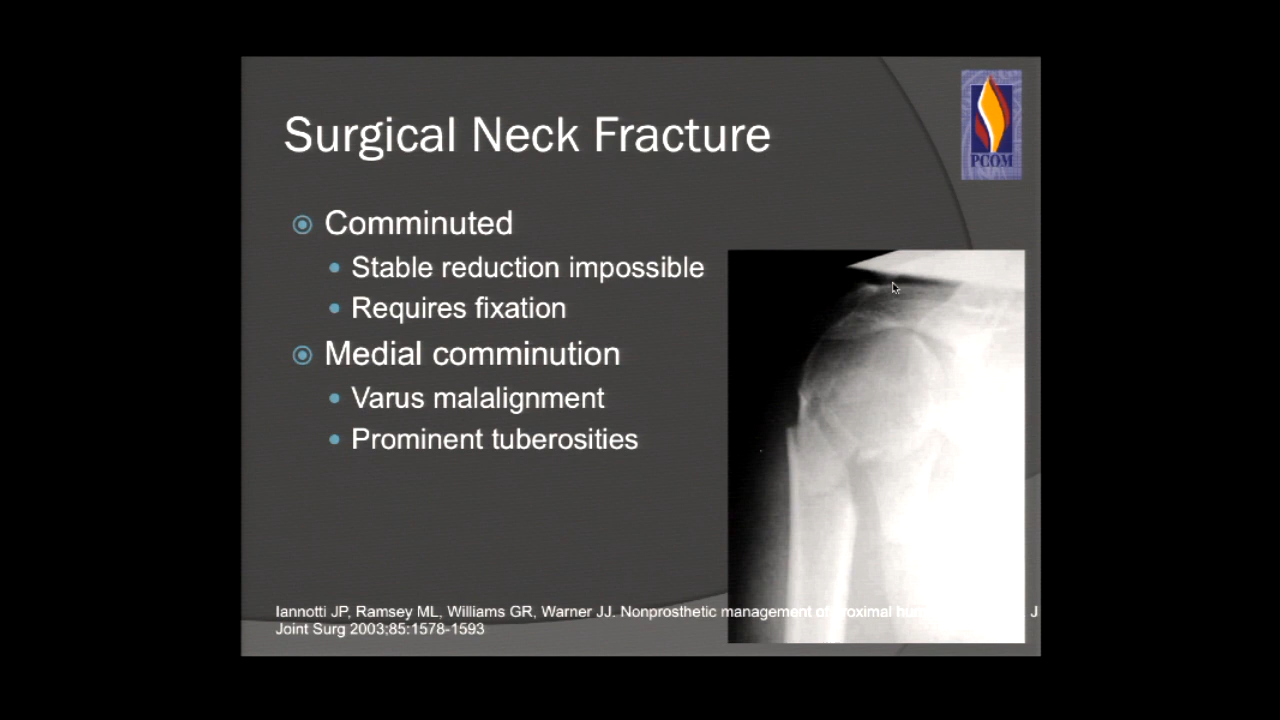 PCOM
Surgical Neck Fracture
Comminuted
Stable reduction impossible
Requires fixation
Medial comminution
Varus malalignment
Prominent tuberosities
Iannotti JP, Ramsey ML, Williams GR, Warner JJ. Nonprosthetic management of proximal J
Joint Surg 2003;85:1578-1593